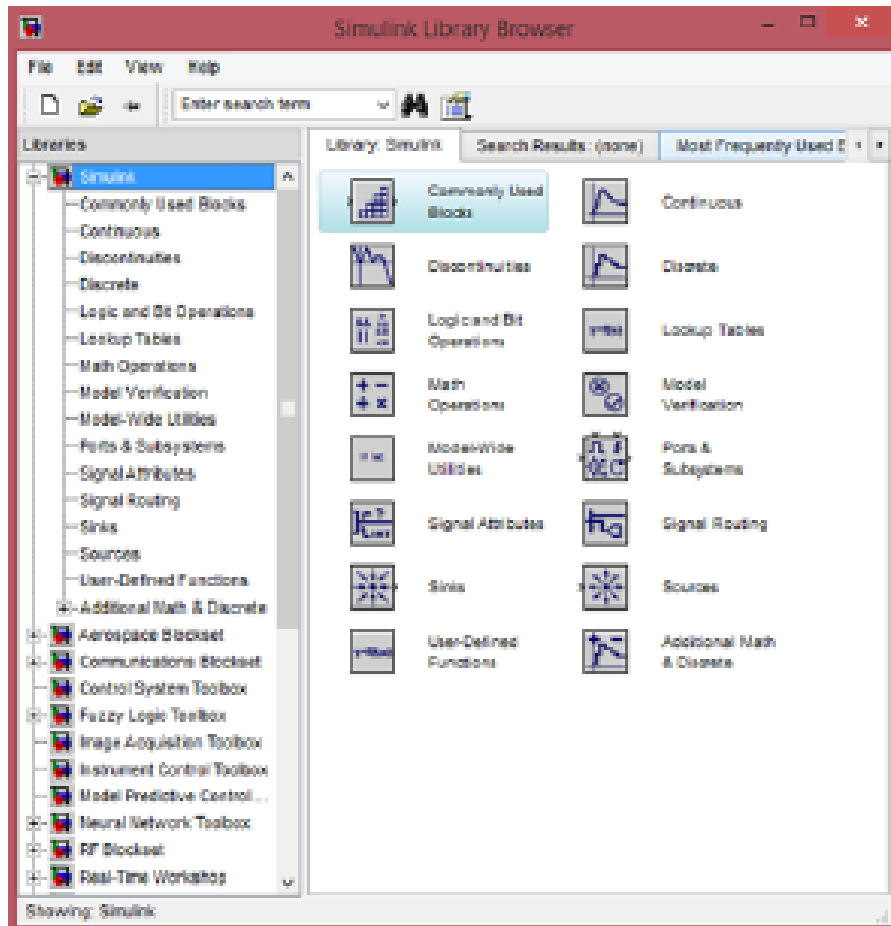 Simulink Library Browser
File Edit View Help
Enter search term
Libraries
Library: Simulink Search Results: (none) Most Frequently Used B
Simulink
Commonly Used Blocks
Continuous
Discontinuities
Discrete
Logic and Bit Operations
Lookup Tables
Math Operations
Model Verification
Model-Wide Utilities
Ports & Subsystems
Signal Attributes
Signal Routing
Sinks
Sources
User-Defined Functions
Additional Math & Discrete
Aerospace Blockset
Communications Blockset
Control System Toolbox
Fuzzy Logic Toolbox
Image Acquisition Toolbox
Instrument Control Toolbox
Model Predictive Control ...
Neural Network Toolbox
RF Blockset
Real-Time Workshop
Commonly Used
Blocks
Continuous
Discontinuities
Discrete
Logic and Bit
Operations
Lookup Tables
Math
Operations
Model
Verification
Model-Wide
Utilities
Ports &
Subsystems
Signal Attributes
Signal Routing
Sinks
Sources
User-Defined
Functions
Additional Math
& Discrete
Showing: Simulink